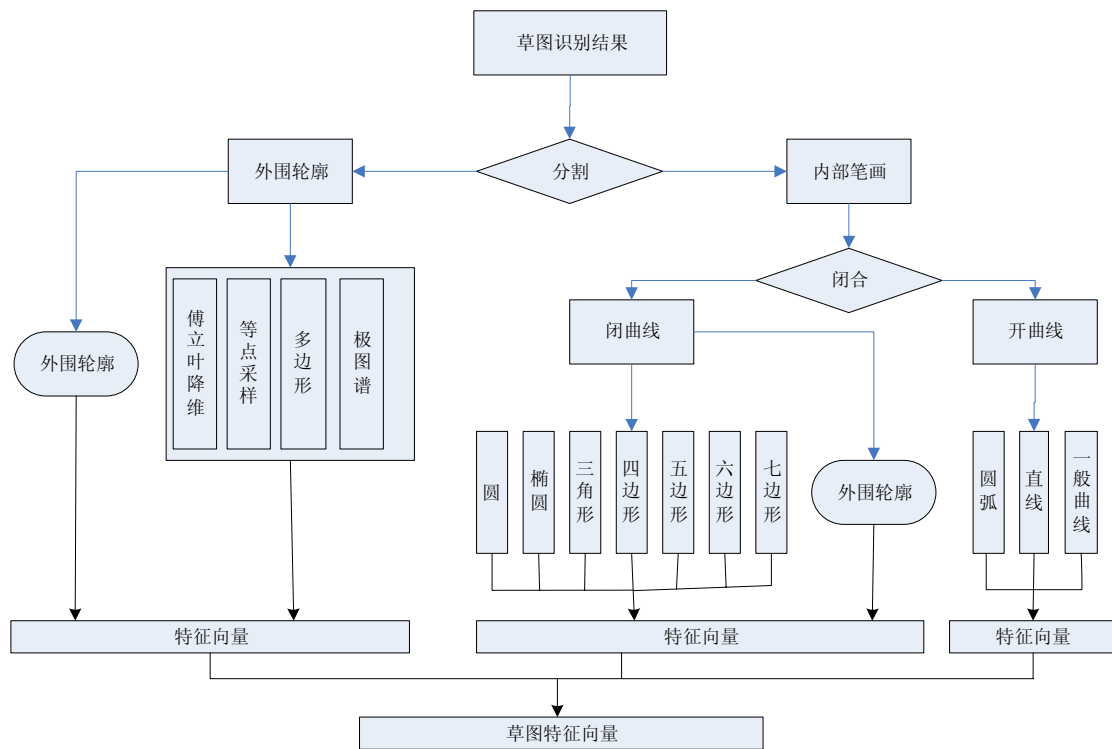 草图识别结果
外围轮廓
分割
内部笔画
闭合
傅立叶降维
等点采样
多边形
极图谱
外围轮廓
闭曲线
开曲线
圆
椭圆
三角形
四边形
五边形
六边形
七边形
外围轮廓
圆弧
直线
一般曲线
特征向量
特征向量
特征向量
草图特征向量